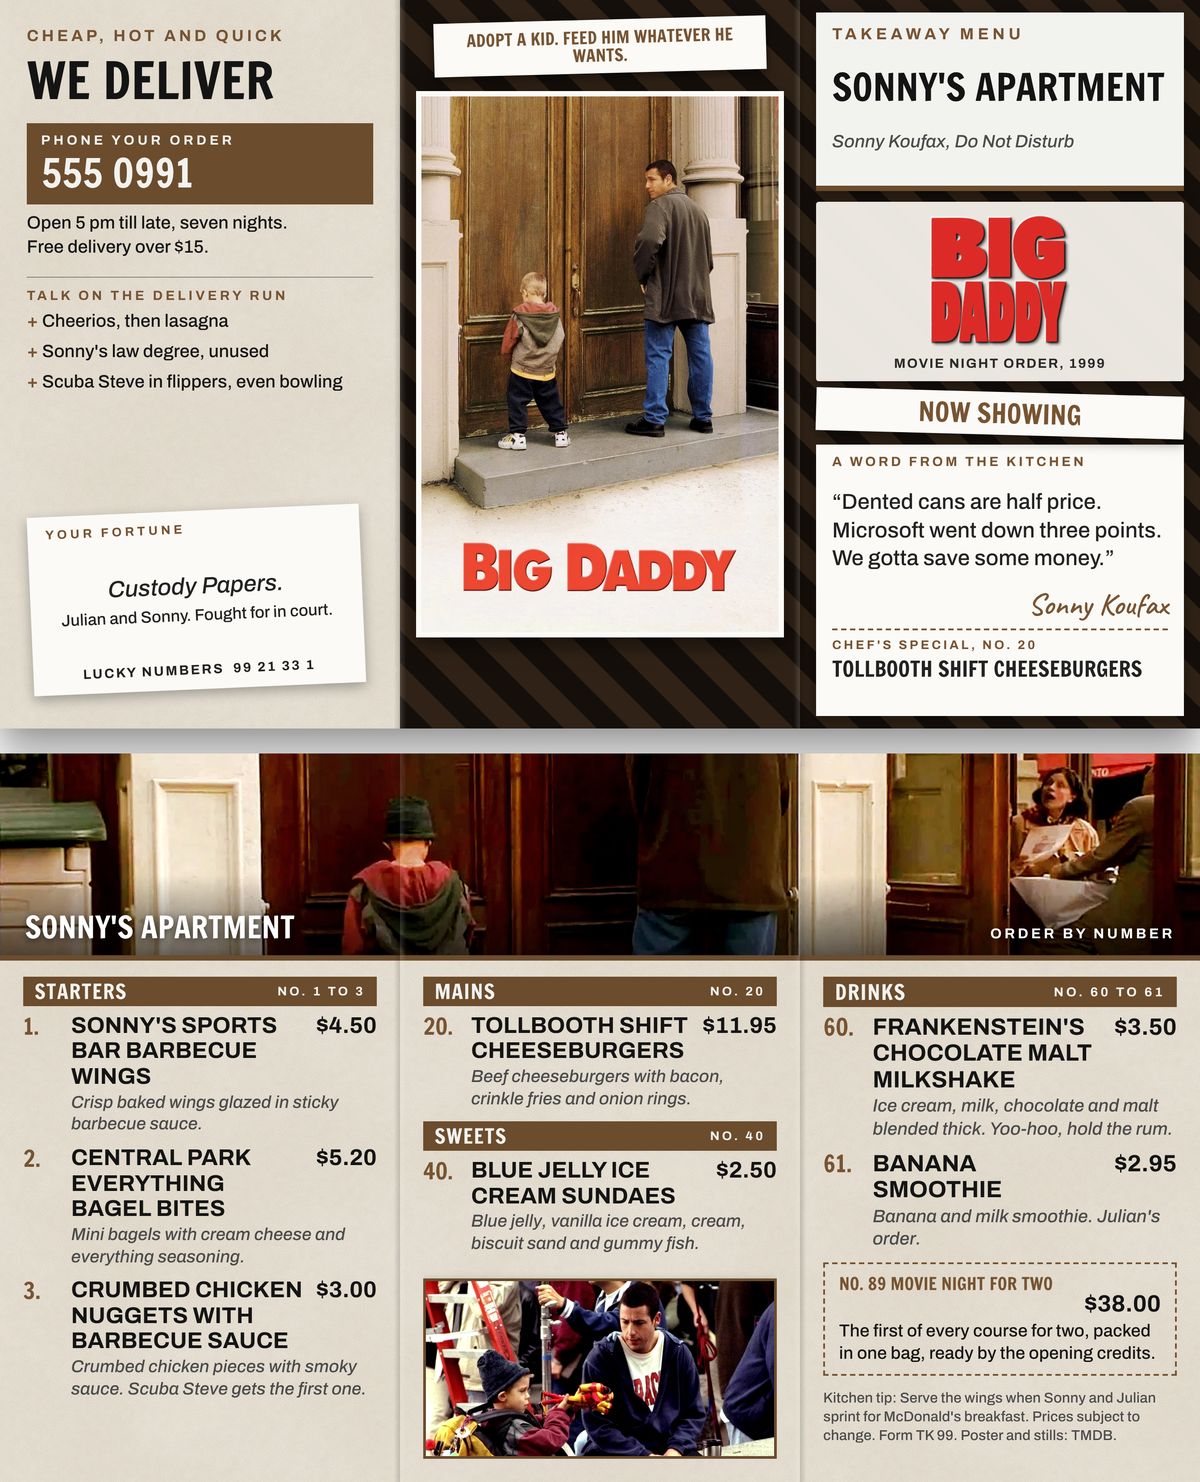 CHEAP, HOT AND QUICK
WE DELIVER
PHONE YOUR ORDER
555 0991
Open 5 pm till late, seven nights.
Free delivery over $15.
TALK ON THE DELIVERY RUN
+ Cheerios, then lasagna
+ Sonny's law degree, unused
+ Scuba Steve in flippers, even bowling
YOUR FORTUNE
Custody Papers.
Julian and Sonny. Fought for in court.
LUCKY NUMBERS 99 21 33 1
ADOPT A KID. FEED HIM WHATEVER HE
WANTS.
BIG DADDY
TAKEAWAY MENU
SONNY'S APARTMENT
Sonny Koufax, Do Not Disturb
BIG
DADDY
MOVIE NIGHT ORDER, 1999
NOW SHOWING
A WORD FROM THE KITCHEN
“Dented cans are half price.
Microsoft went down three points.
We gotta save some money.”
Sonny Koufax
CHEF'S SPECIAL, NO. 20
TOLLBOOTH SHIFT CHEESEBURGERS
SONNY'S APARTMENT
ORDER BY NUMBER
STARTERS NO. 1 TO 3
1. SONNY'S SPORTS $4.50
BAR BARBECUE
WINGS
Crisp baked wings glazed in sticky
barbecue sauce.
2. CENTRAL PARK $5.20
EVERYTHING
BAGEL BITES
Mini bagels with cream cheese and
everything seasoning.
3. CRUMBED CHICKEN $3.00
NUGGETS WITH
BARBECUE SAUCE
Crumbed chicken pieces with smoky
sauce. Scuba Steve gets the first one.
MAINS NO. 20
20. TOLLBOOTH SHIFT $11.95
CHEESEBURGERS
Beef cheeseburgers with bacon,
crinkle fries and onion rings.
SWEETS NO. 40
40. BLUE JELLY ICE $2.50
CREAM SUNDAES
Blue jelly, vanilla ice cream, cream,
biscuit sand and gummy fish.
DRINKS NO. 60 TO 61
60. FRANKENSTEIN'S $3.50
CHOCOLATE MALT
MILKSHAKE
Ice cream, milk, chocolate and malt
blended thick. Yoo-hoo, hold the rum.
61. BANANA $2.95
SMOOTHIE
Banana and milk smoothie. Julian's
order.
NO. 89 MOVIE NIGHT FOR TWO
$38.00
The first of every course for two, packed
in one bag, ready by the opening credits.
Kitchen tip: Serve the wings when Sonny and Julian
sprint for McDonald's breakfast. Prices subject to
change. Form TK 99. Poster and stills: TMDB.